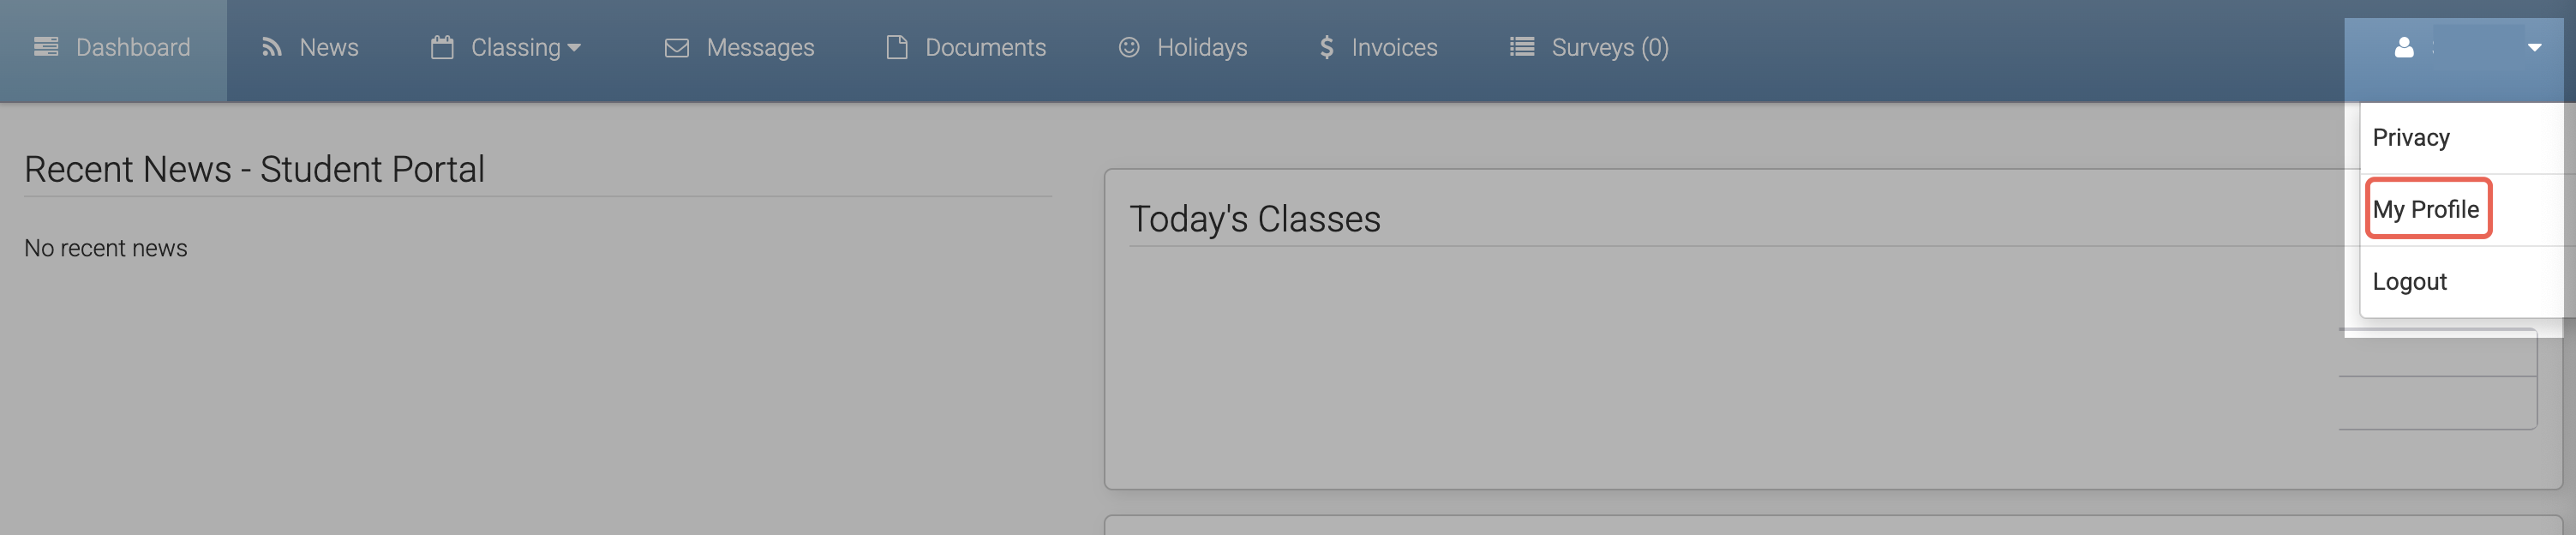 Dashboard News Classing Messages Documents Holidays Invoices Surveys (0)
Privacy
My Profile
Logout
Recent News - Student Portal
No recent news
Today's Classes